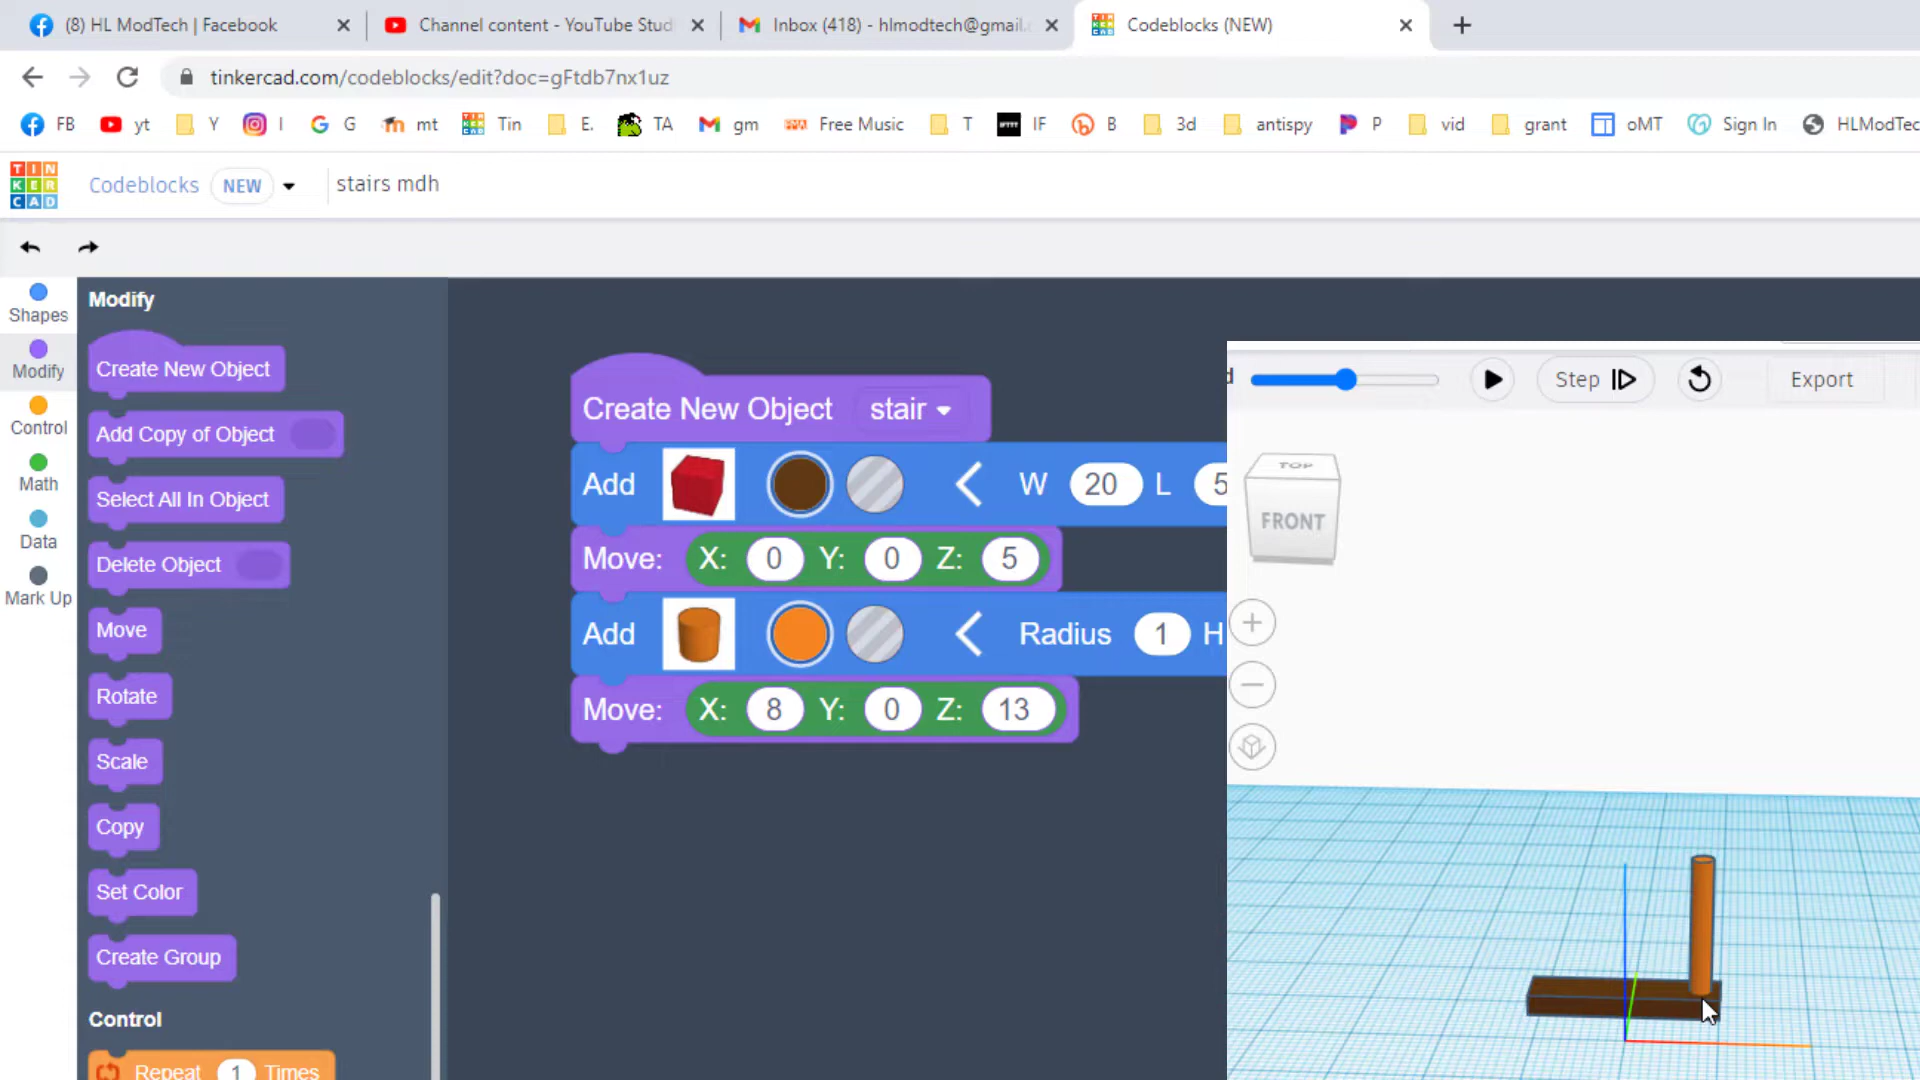 (8) HL ModTech | Facebook
Channel content - YouTube Stud
Inbox (418) - hlmodtech@gmail.
Codeblocks (NEW)
tinkercad.com/codeblocks/edit?doc=gFtdb7nx1uz
FB yt Y I G mt Tin E. TA gm Free Music T IF B 3d antispy P vid grant oMT Sign In HLModTec
TIN
KER
CAD
Codeblocks NEW stairs mdh
Shapes
Modify
Control
Math
Data
Mark Up
Modify
Create New Object
Add Copy of Object
Select All In Object
Delete Object
Move
Rotate
Scale
Copy
Set Color
Create Group
Control
Repeat 1 Times
Create New Object stair
Add W 20 L 5
Move: X: 0 Y: 0 Z: 5
Add Radius 1 H
Move: X: 8 Y: 0 Z: 13
d Step Export
TOP
FRONT